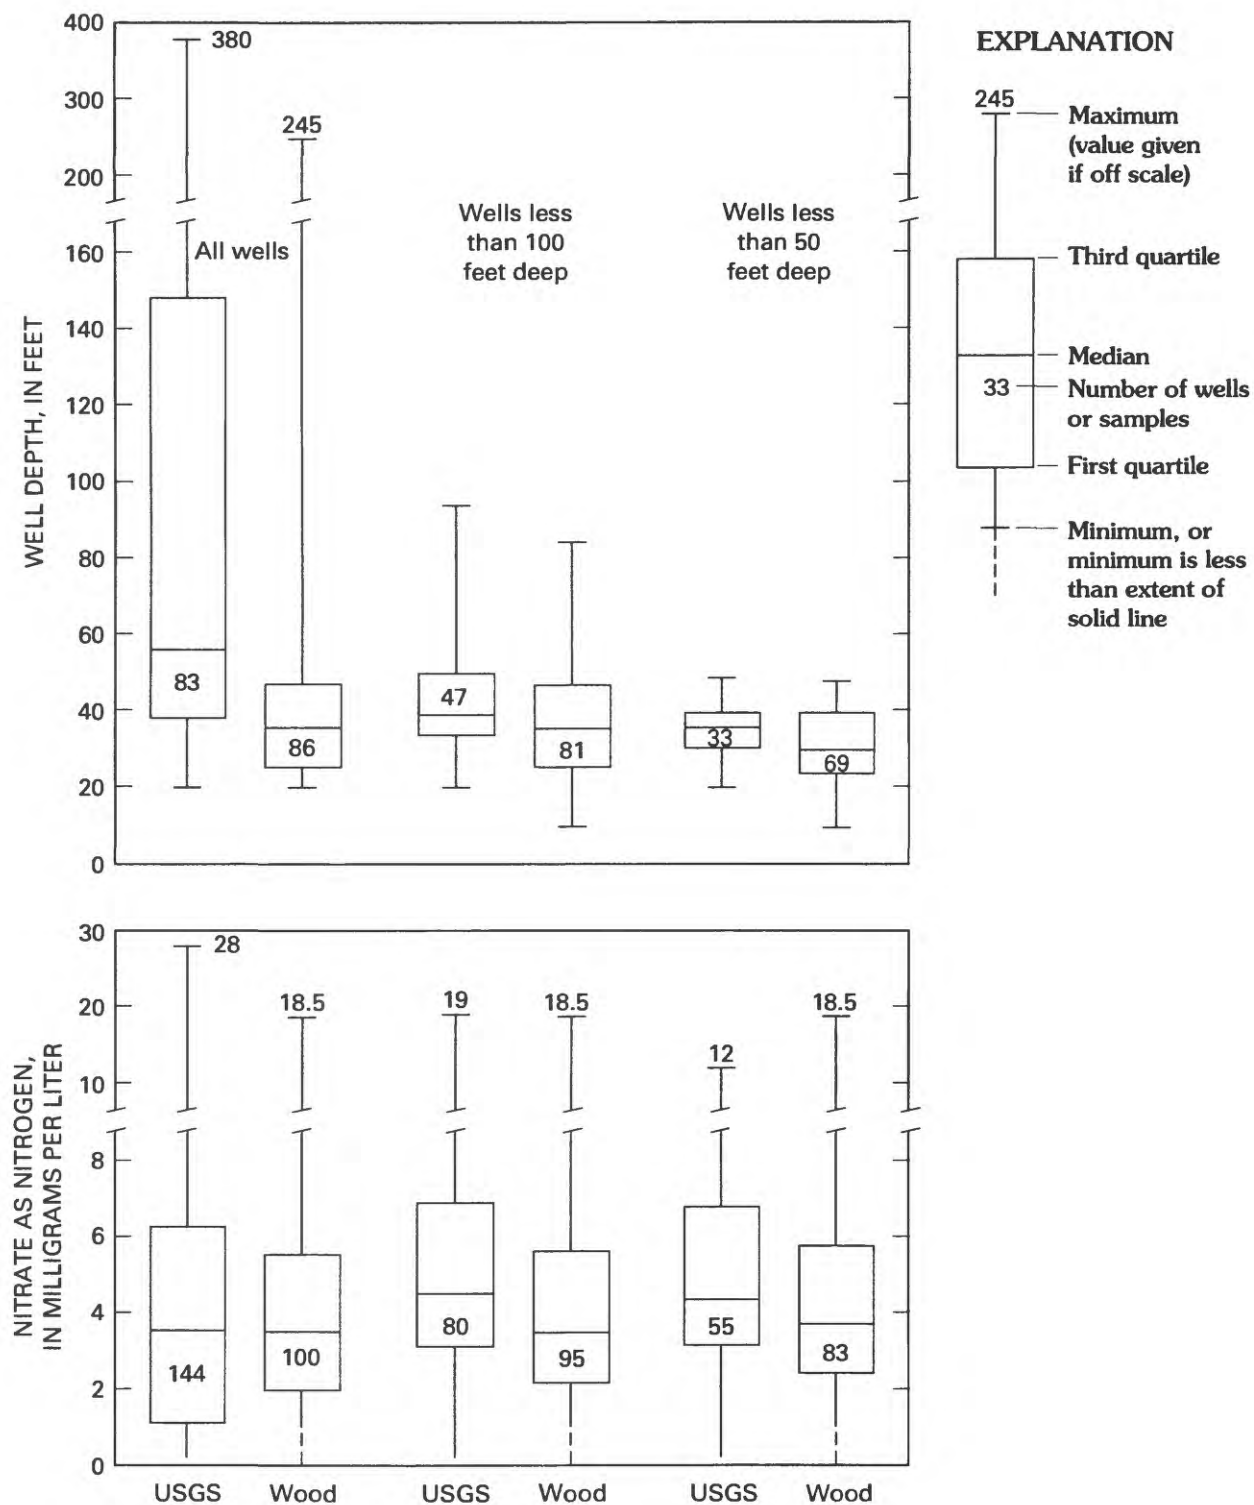 400
300
200
160
140
120
100
80
60
40
20
0
WELL DEPTH, IN FEET
380
245
All wells
Wells less
than 100
feet deep
Wells less
than 50
feet deep
83
86
47
81
33
69
EXPLANATION
245
Maximum
(value given
if off scale)
Third quartile
Median
33
Number of wells
or samples
First quartile
Minimum, or
minimum is less
than extent of
solid line
30
20
10
8
6
4
2
0
NITRATE AS NITROGEN,
IN MILLIGRAMS PER LITER
28
18.5
19
18.5
12
18.5
144
100
80
95
55
83
USGS
Wood
USGS
Wood
USGS
Wood